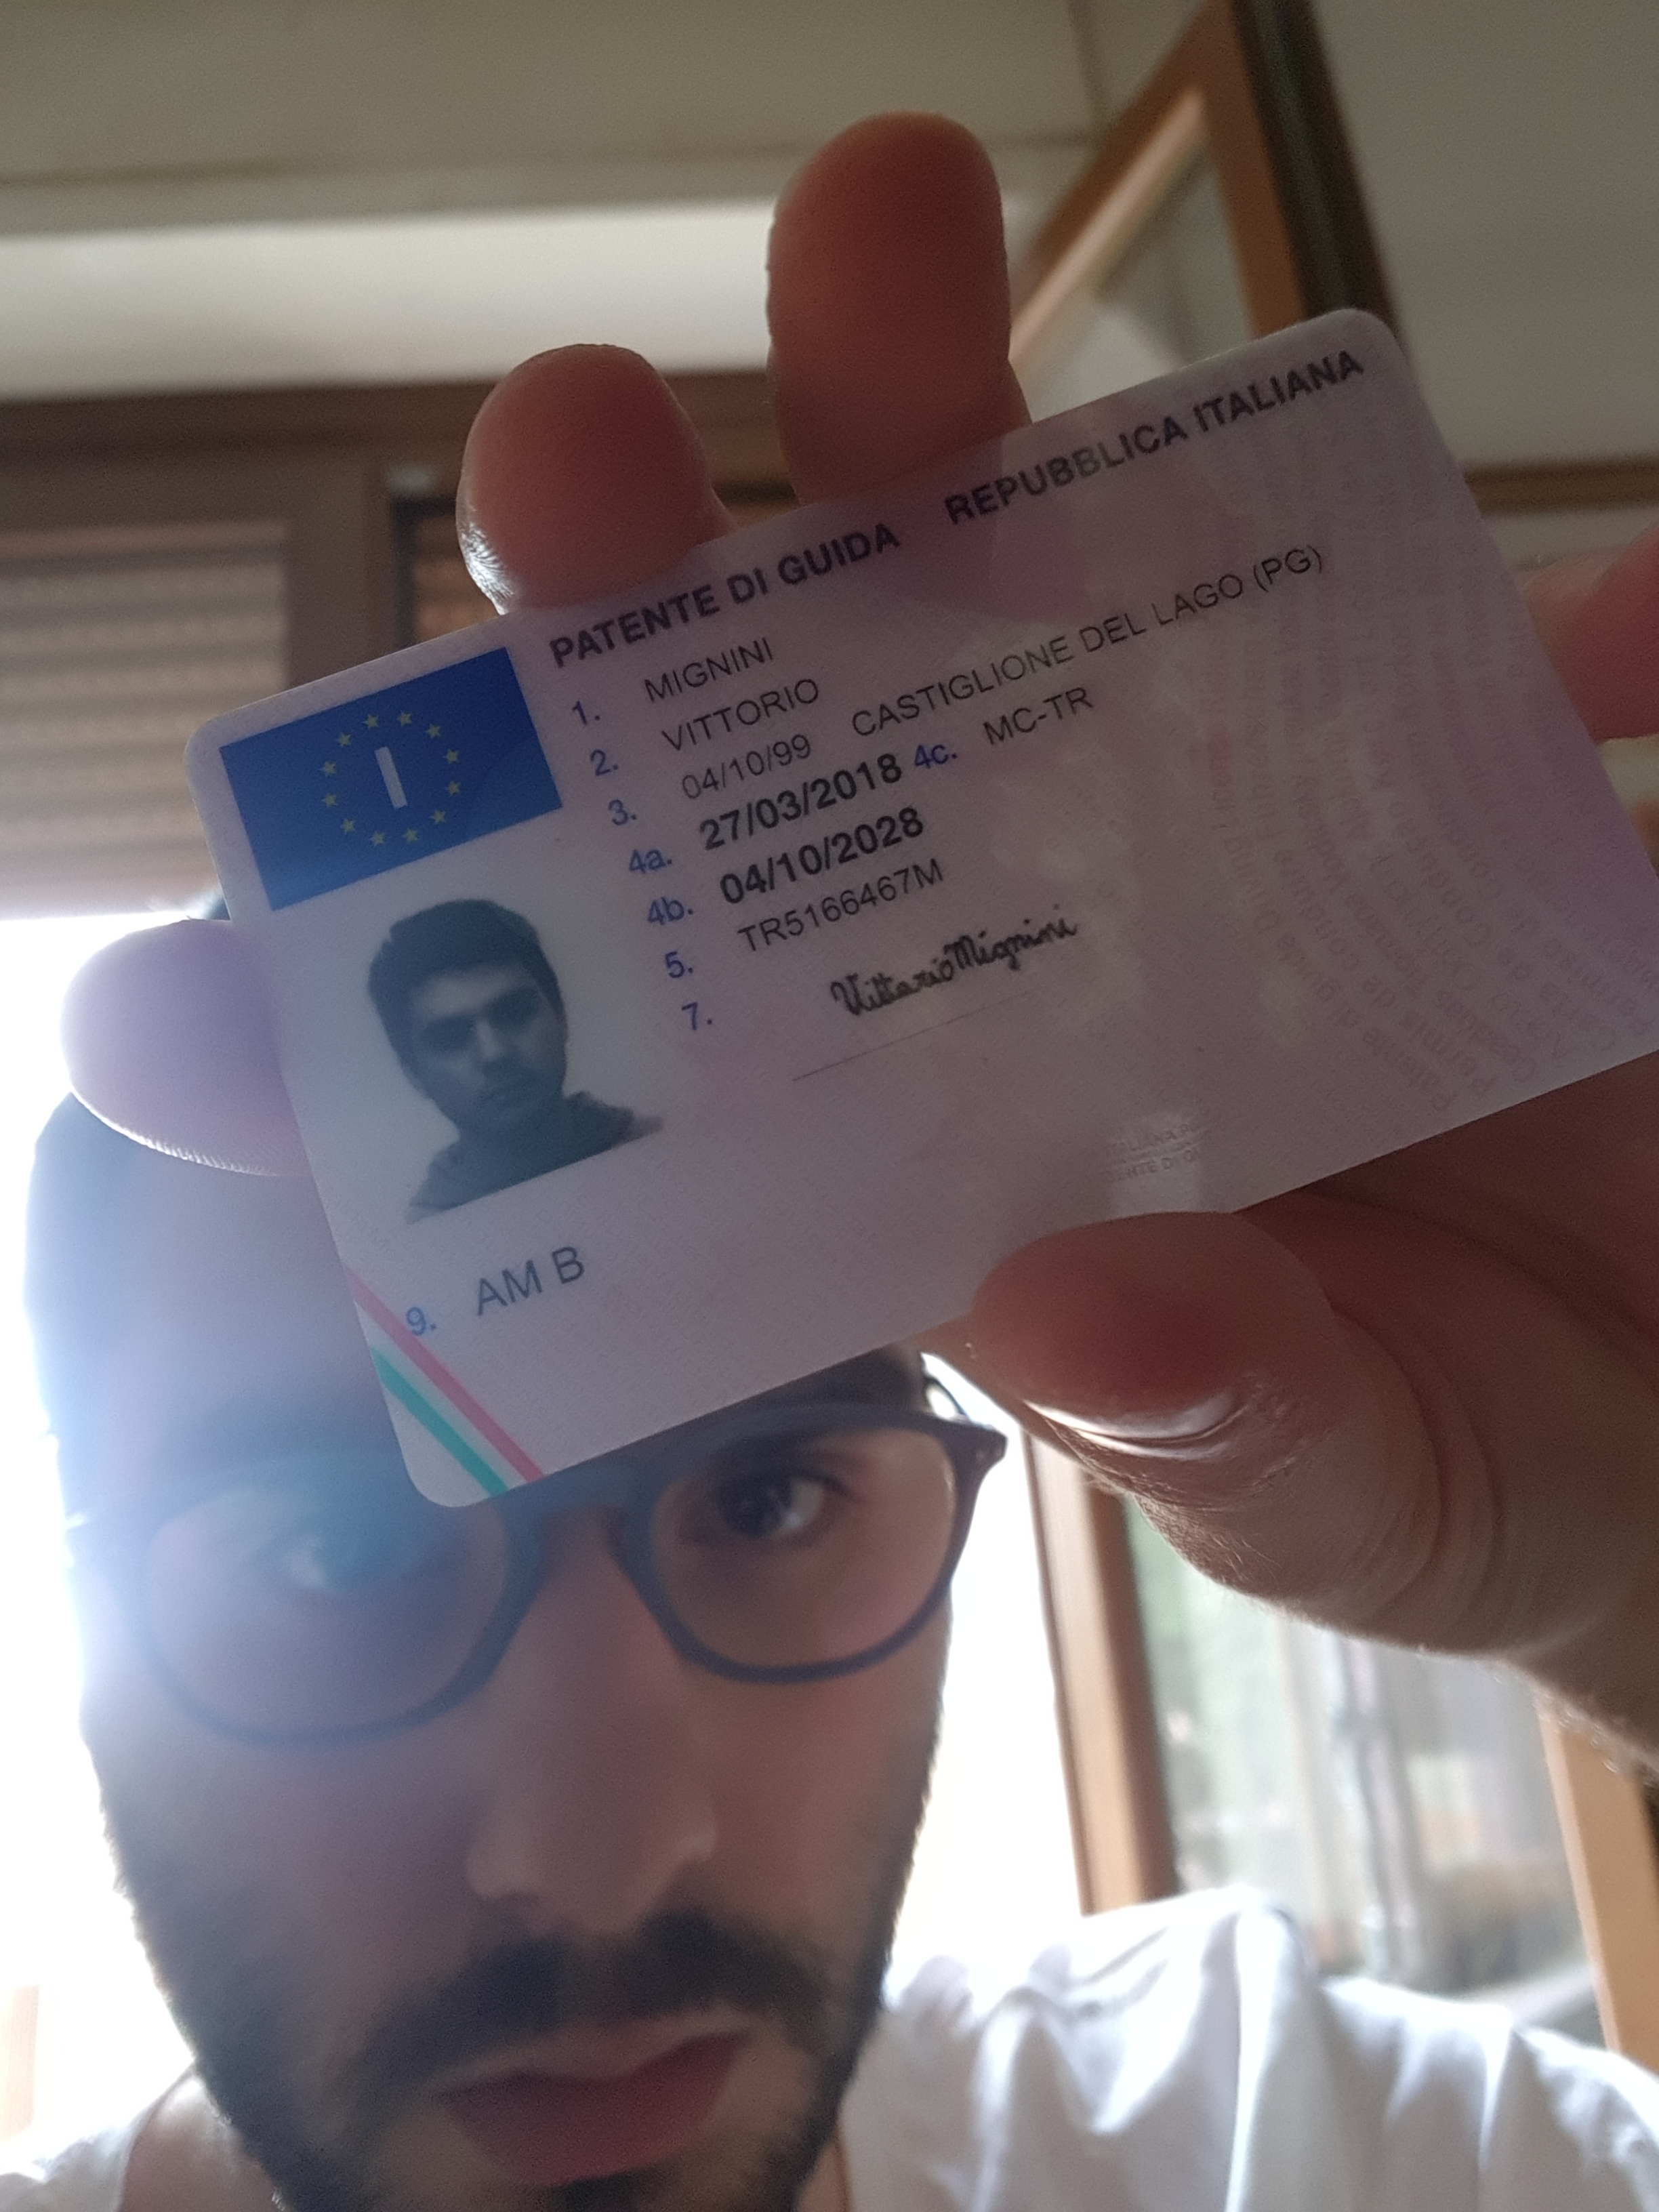 PATENTE DI GUIDA REPUBBLICA ITALIANA
I
1. MIGNINI
2. VITTORIO
3. 04/10/99 CASTIGLIONE DEL LAGO (PG)
4a. 27/03/2018 4c. MC-TR
4b. 04/10/2028
5. TR5166467M
7. Vittorio Mignini
9. AM B